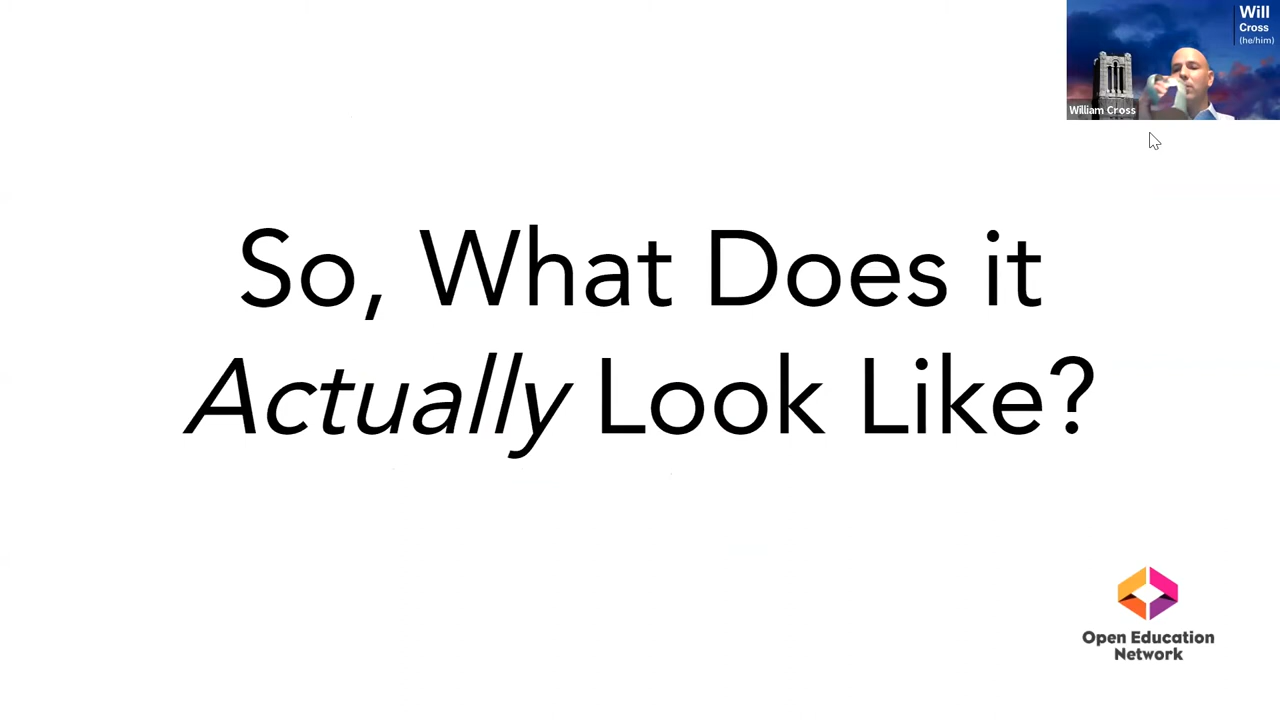 Will
Cross
(he/him)
William Cross
So, What Does it
Actually Look Like?
Open Education
Network